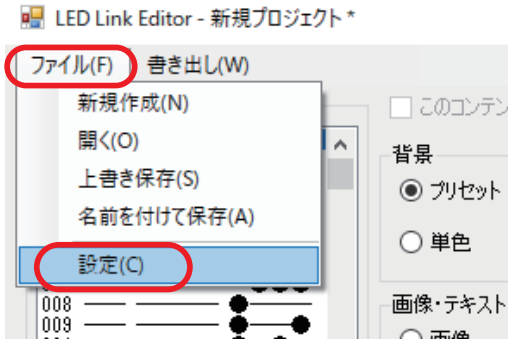 LED Link Editor - 新規プロジェクト *
ファイル(F) 書き出し(W)
新規作成(N)
開く(O)
上書き保存(S)
名前を付けて保存(A)
設定(C)
008
009
このコンテン
背景
プリセット
単色
画像・テキスト
画像